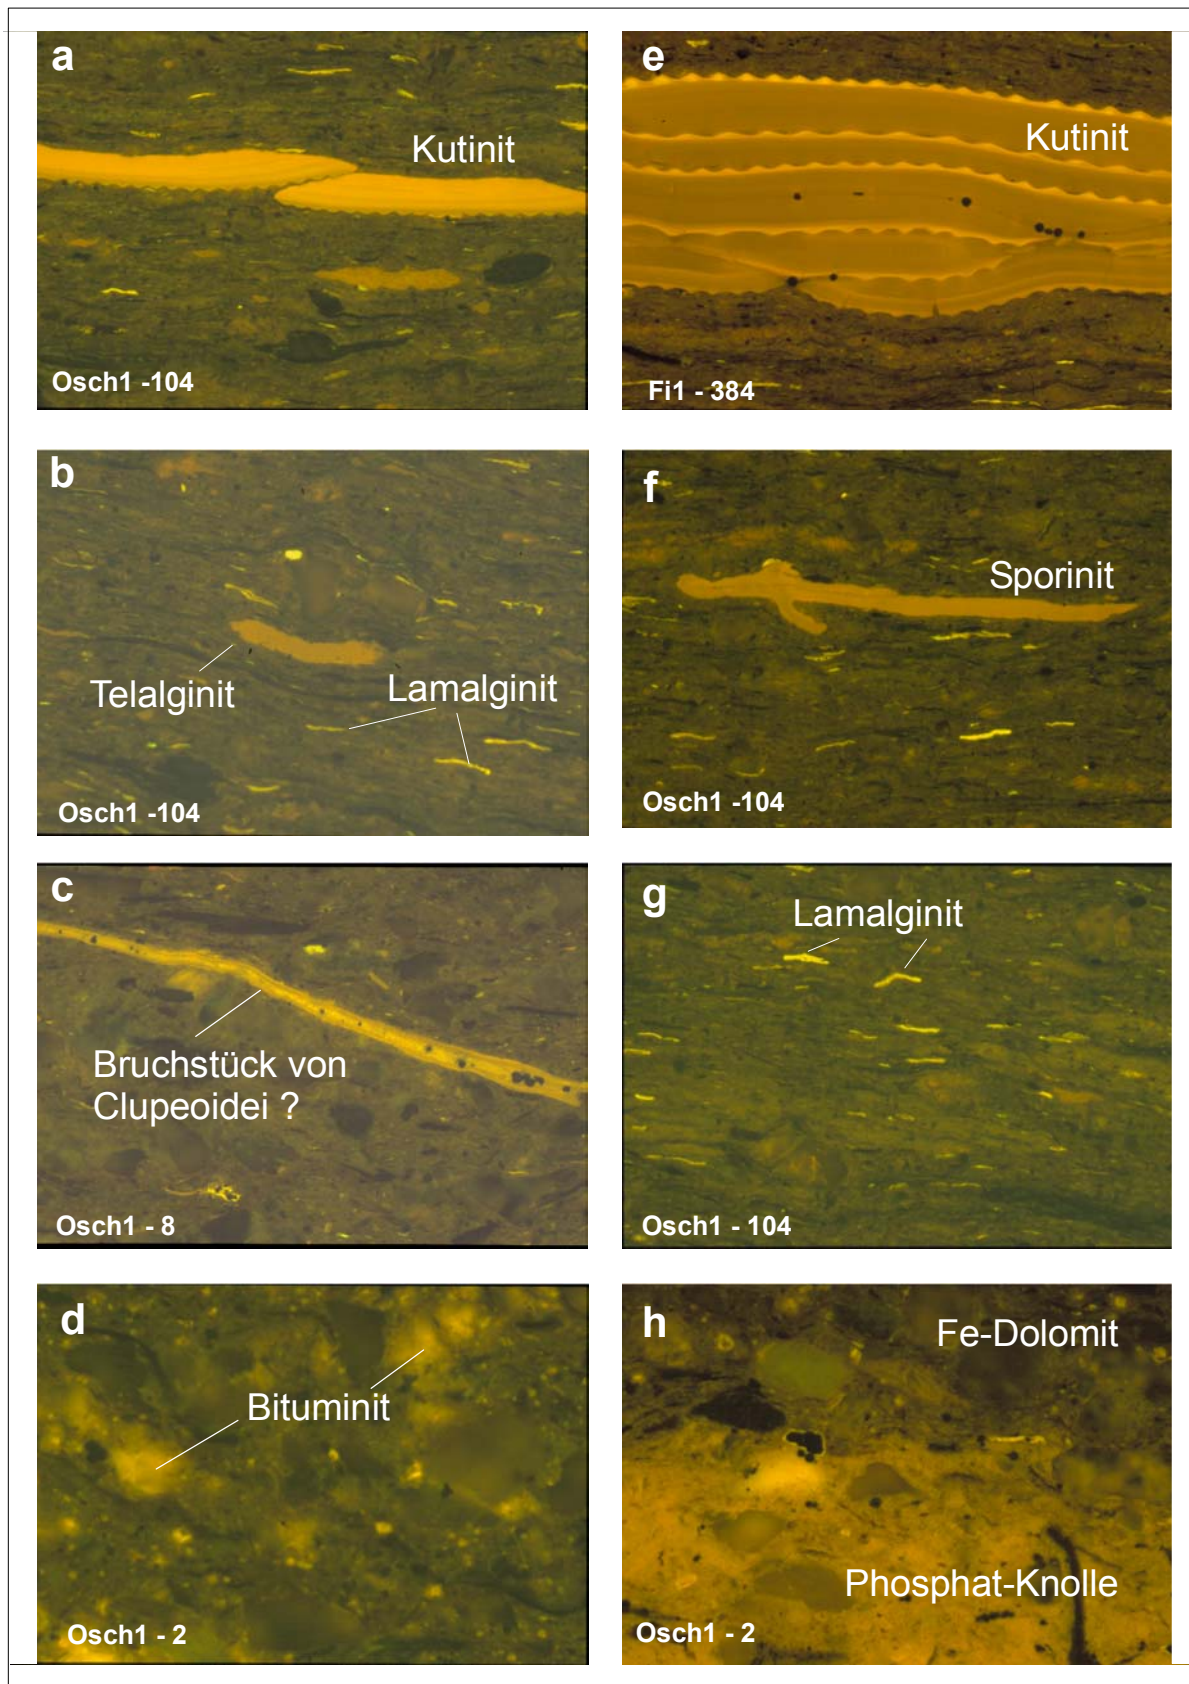 a
Kutinit
Osch1 -104
e
Kutinit
Fi1 - 384
b
Telalginit
Lamalginit
Osch1 -104
f
Sporinit
Osch1 -104
c
Bruchstück von
Clupeoidei ?
Osch1 - 8
g
Lamalginit
Osch1 - 104
d
Bituminit
Osch1 - 2
h
Fe-Dolomit
Phosphat-Knolle
Osch1 - 2